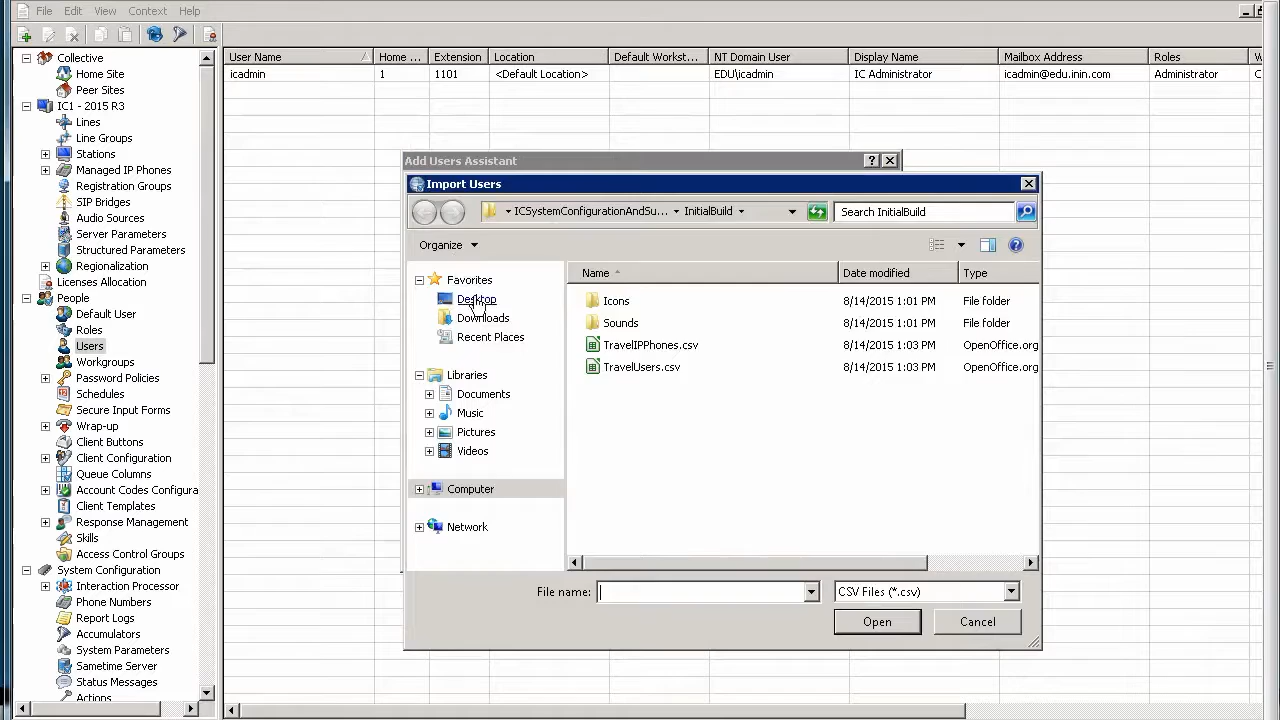 File Edit View Context Help
User Name Home ... Extension Location Default Workst... NT Domain User Display Name Mailbox Address Roles
icadmin 1 1101 <Default Location> EDU\icadmin IC Administrator icadmin@edu.inin.com Administrator
Collective
Home Site
Peer Sites
IC1 - 2015 R3
Lines
Line Groups
Stations
Managed IP Phones
Registration Groups
SIP Bridges
Audio Sources
Server Parameters
Structured Parameters
Regionalization
Licenses Allocation
People
Default User
Roles
Users
Workgroups
Password Policies
Schedules
Secure Input Forms
Wrap-up
Client Buttons
Client Configuration
Queue Columns
Account Codes Configura
Client Templates
Response Management
Skills
Access Control Groups
System Configuration
Interaction Processor
Phone Numbers
Report Logs
Accumulators
System Parameters
Sametime Server
Status Messages
Actions
Add Users Assistant
Import Users
ICSystemConfigurationAndSu... InitialBuild
Search InitialBuild
Organize
Favorites
Desktop
Downloads
Recent Places
Libraries
Documents
Music
Pictures
Videos
Computer
Network
Name Date modified Type
Icons 8/14/2015 1:01 PM File folder
Sounds 8/14/2015 1:01 PM File folder
TravelIPPhones.csv 8/14/2015 1:03 PM OpenOffice.org
TravelUsers.csv 8/14/2015 1:03 PM OpenOffice.org
File name: CSV Files (*.csv)
Open Cancel